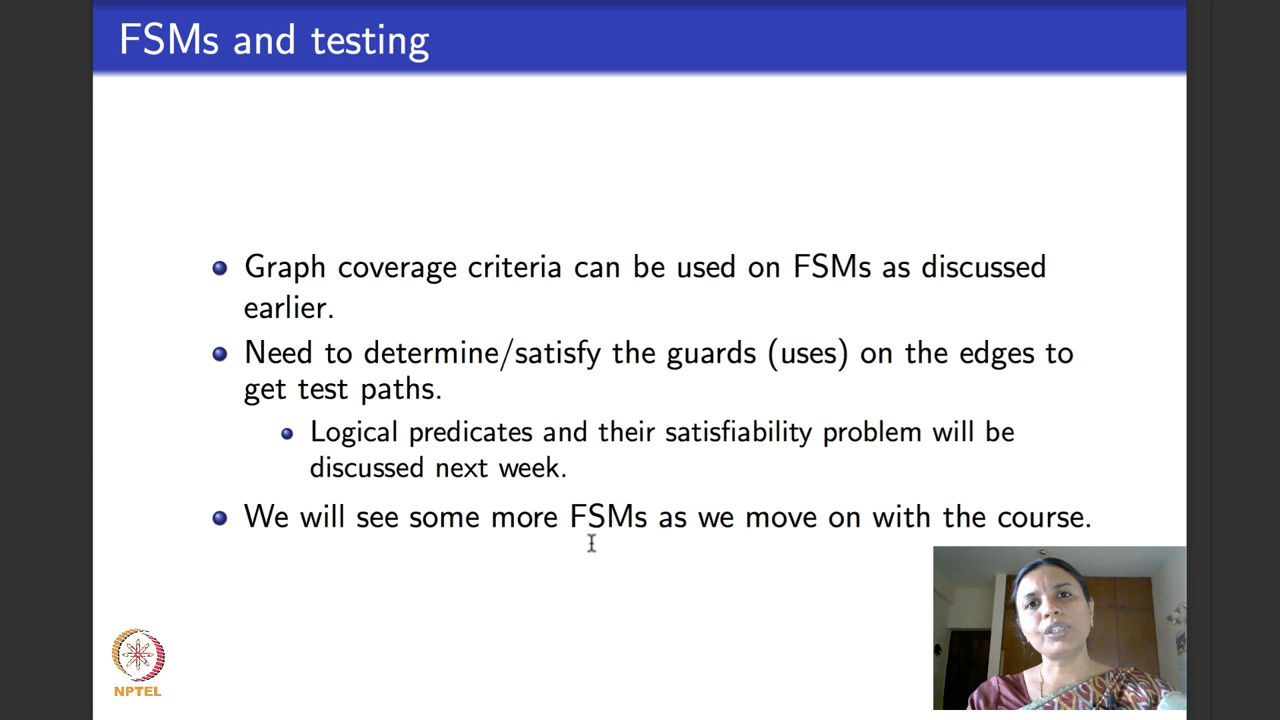 FSMs and testing
Graph coverage criteria can be used on FSMs as discussed
earlier.
Need to determine/satisfy the guards (uses) on the edges to
get test paths.
Logical predicates and their satisfiability problem will be
discussed next week.
We will see some more FSMs as we move on with the course.
NPTEL